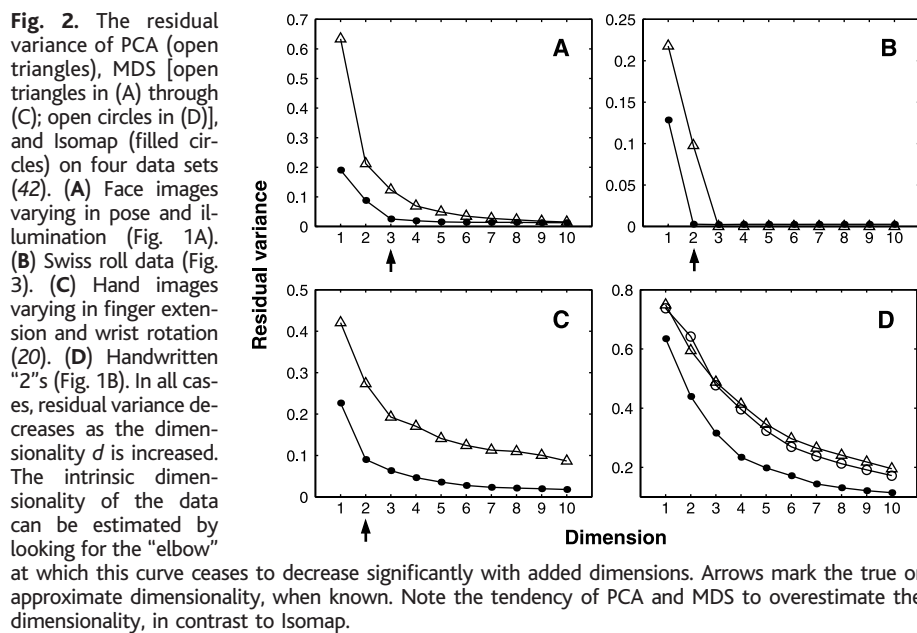 Fig. 2. The residual
variance of PCA (open
triangles), MDS [open
triangles in (A) through
(C); open circles in (D)],
and Isomap (filled cir-
cles) on four data sets
(42). (A) Face images
varying in pose and il-
lumination (Fig. 1A).
(B) Swiss roll data (Fig.
3). (C) Hand images
varying in finger exten-
sion and wrist rotation
(20). (D) Handwritten
"2"s (Fig. 1B). In all cas-
es, residual variance de-
creases as the dimen-
sionality d is increased.
The intrinsic dimen-
sionality of the data
can be estimated by
looking for the "elbow"
at which this curve ceases to decrease significantly with added dimensions. Arrows mark the true or
approximate dimensionality, when known. Note the tendency of PCA and MDS to overestimate the
dimensionality, in contrast to Isomap.
Residual variance
A
0.7
0.6
0.5
0.4
0.3
0.2
0.1
0
1 2 3 4 5 6 7 8 9 10
B
0.25
0.2
0.15
0.1
0.05
0
1 2 3 4 5 6 7 8 9 10
C
0.5
0.4
0.3
0.2
0.1
0
1 2 3 4 5 6 7 8 9 10
D
0.8
0.6
0.4
0.2
1 2 3 4 5 6 7 8 9 10
Dimension